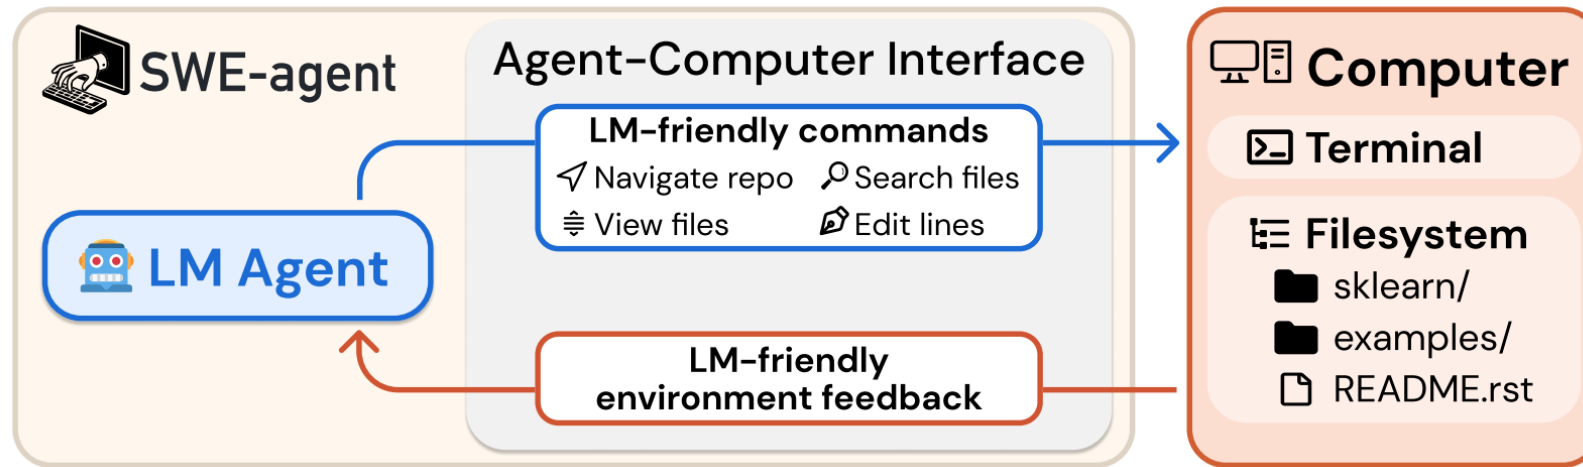 SWE-agent
Agent-Computer Interface
LM-friendly commands
Navigate repo
Search files
View files
Edit lines
LM Agent
LM-friendly
environment feedback
Computer
Terminal
Filesystem
sklearn/
examples/
README.rst